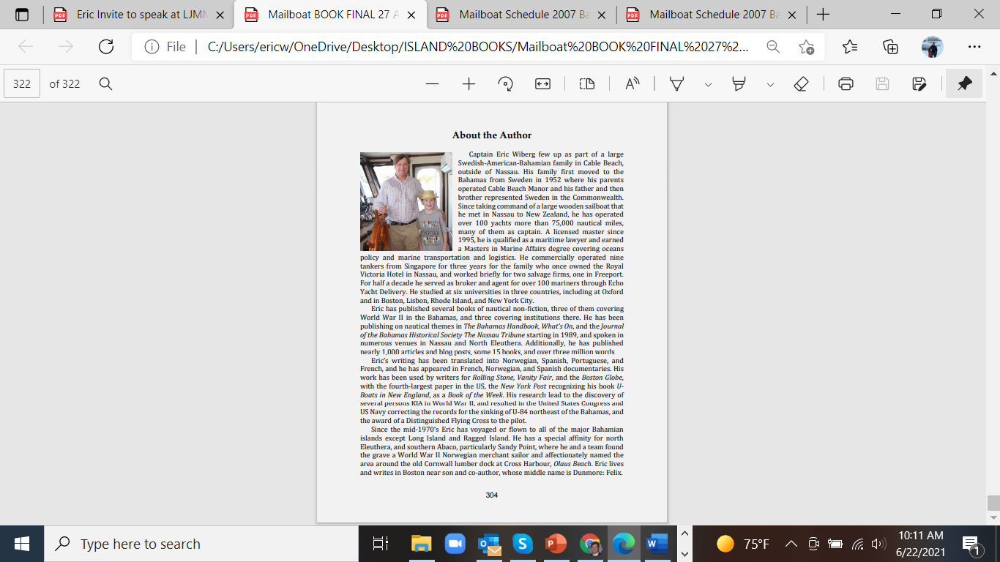 Eric Invite to speak at LJMM
Mailboat BOOK FINAL 27 A
Mailboat Schedule 2007 Ba
Mailboat Schedule 2007 Ba
File
C:/Users/ericw/OneDrive/Desktop/ISLAND%20BOOKS/Mailboat%20BOOK%20FINAL%2027%2...
322 of 322
About the Author
Captain Eric Wiberg few up as part of a large
Swedish-American-Bahamian family in Cable Beach,
outside of Nassau. His family first moved to the
Bahamas from Sweden in 1952 where his parents
operated Cable Beach Manor and his father and then
brother represented Sweden in the Commonwealth.
Since taking command of a large wooden sailboat that
he met in Nassau to New Zealand, he has operated
over 100 yachts more than 75,000 nautical miles,
many of them as captain. A licensed master since
1995, he is qualified as a maritime lawyer and earned
a Masters in Marine Affairs degree covering oceans
policy and marine transportation and logistics. He commercially operated nine
tankers from Singapore for three years for the family who once owned the Royal
Victoria Hotel in Nassau, and worked briefly for two salvage firms, one in Freeport.
For half a decade he served as broker and agent for over 100 mariners through Echo
Yacht Delivery. He studied at six universities in three countries, including at Oxford
and in Boston, Lisbon, Rhode Island, and New York City.
Eric has published several books of nautical non-fiction, three of them covering
World War II in the Bahamas, and three covering institutions there. He has been
publishing on nautical themes in The Bahamas Handbook, What's On, and the Journal
of the Bahamas Historical Society The Nassau Tribune starting in 1989, and spoken in
numerous venues in Nassau and North Eleuthera. Additionally, he has published
nearly 1,000 articles and blog posts, some 15 books, and over three million words.
Eric's writing has been translated into Norwegian, Spanish, Portuguese, and
French, and he has appeared in French, Norwegian, and Spanish documentaries. His
work has been used by writers for Rolling Stone, Vanity Fair, and the Boston Globe,
with the fourth-largest paper in the US, the New York Post recognizing his book U-
Boats in New England, as a Book of the Week. His research lead to the discovery of
several persons KIA in World War II, and resulted in the United States Congress and
US Navy correcting the records for the sinking of U-84 northeast of the Bahamas, and
the award of a Distinguished Flying Cross to the pilot.
Since the mid-1970's Eric has voyaged or flown to all of the major Bahamian
islands except Long Island and Ragged Island. He has a special affinity for north
Eleuthera, and southern Abaco, particularly Sandy Point, where he and a team found
the grave a World War II Norwegian merchant sailor and affectionately named the
area around the old Cornwall lumber dock at Cross Harbour, Olaus Beach. Eric lives
and writes in Boston near son and co-author, whose middle name is Dunmore: Felix.
304
Type here to search
75°F
10:11 AM
6/22/2021
1